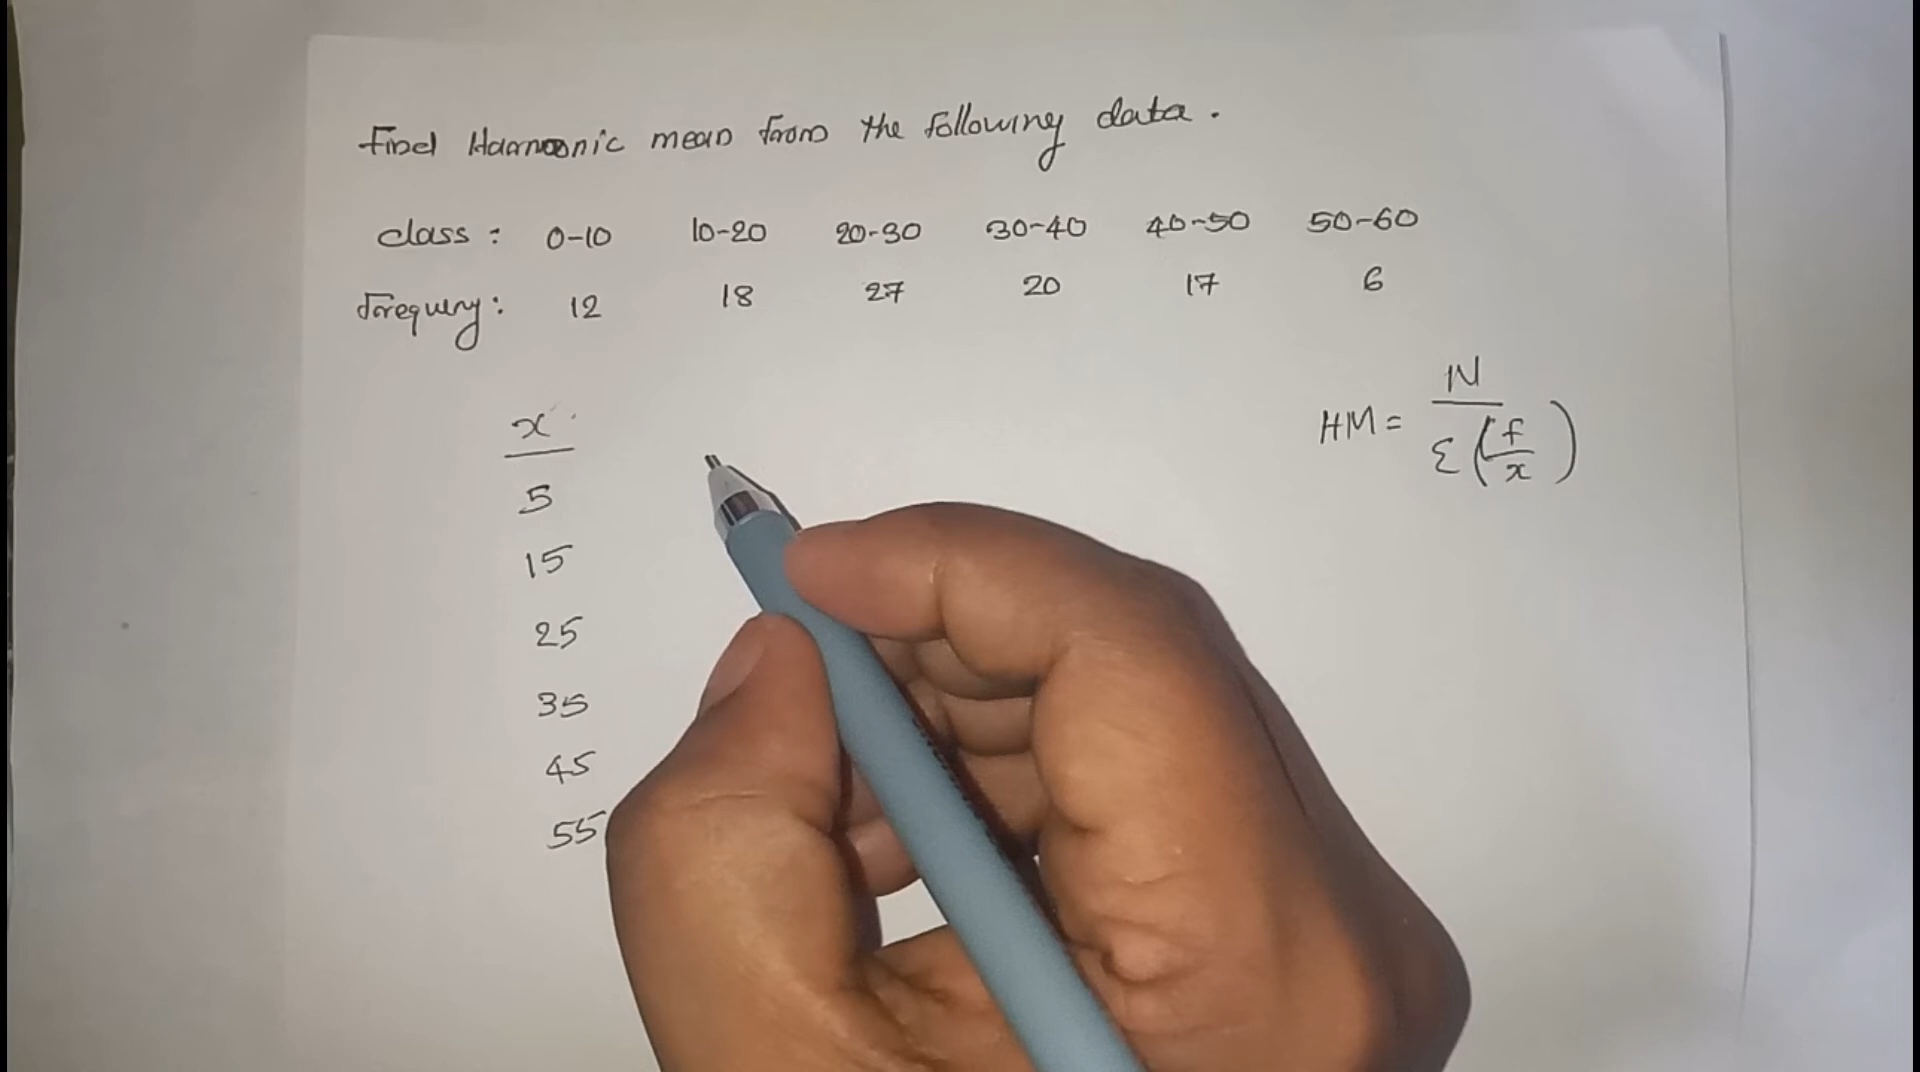 Find Harmonic mean from the following data.
class: 0-10 10-20 20-30 30-40 40-50 50-60
frequency: 12 18 27 20 17 6
HM = N / Σ(f/x)
x
5
15
25
35
45
55